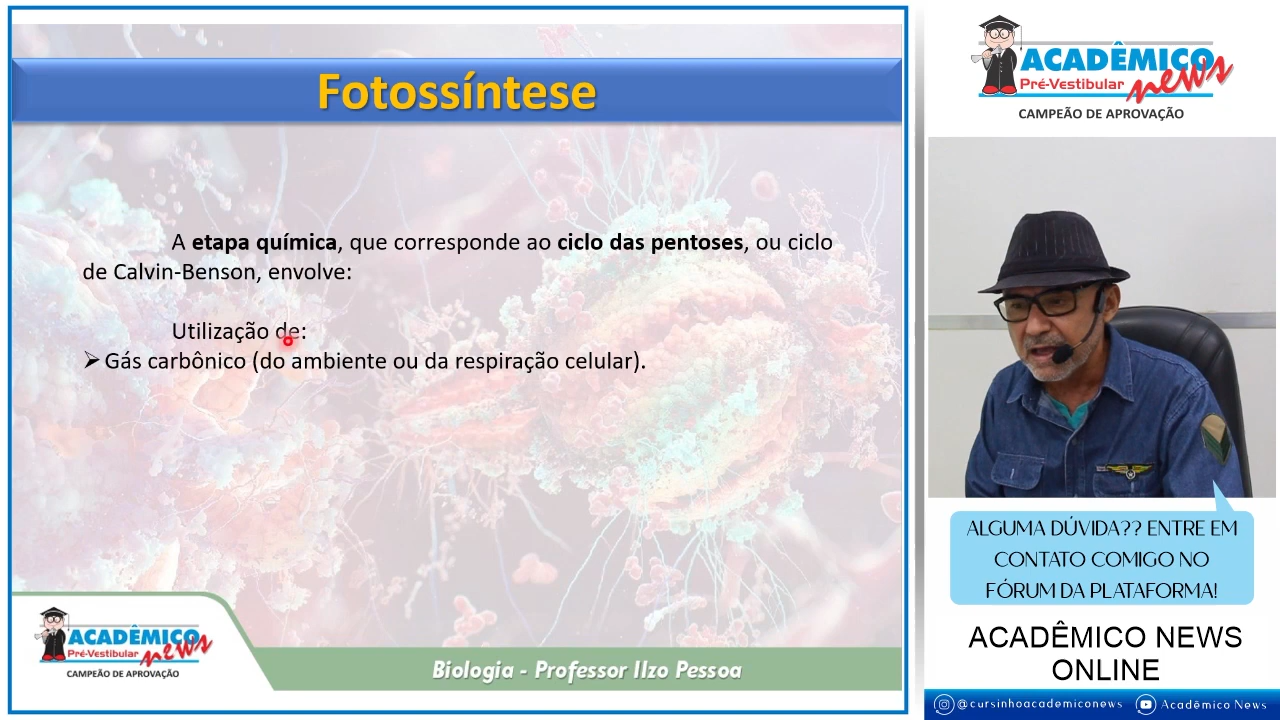 Fotossíntese
A etapa química, que corresponde ao ciclo das pentoses, ou ciclo
de Calvin-Benson, envolve:
Utilização de:
Gás carbônico (do ambiente ou da respiração celular).
ACADÊMICO
Pré-Vestibular news
CAMPEÃO DE APROVAÇÃO
Biologia - Professor Ilzo Pessoa
ACADÊMICO
Pré-Vestibular news
CAMPEÃO DE APROVAÇÃO
ALGUMA DÚVIDA?? ENTRE EM
CONTATO COMIGO NO
FÓRUM DA PLATAFORMA!
ACADÊMICO NEWS
ONLINE
@cursinhoacademiconews Acadêmico News